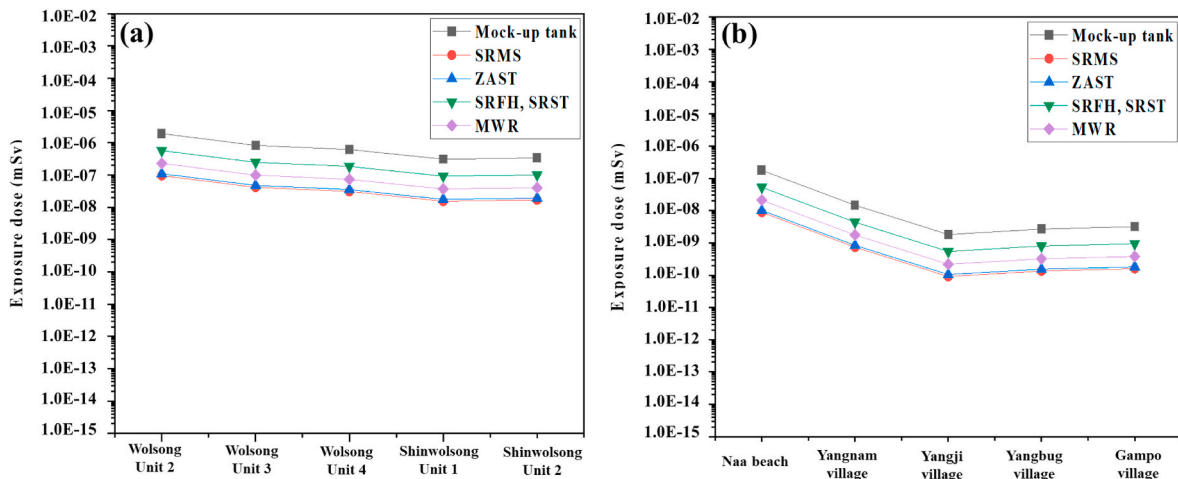 (a)
Mock-up tank
SRMS
ZAST
SRFH, SRST
MWR
Exposure dose (mSv)
1.0E-02
1.0E-03
1.0E-04
1.0E-05
1.0E-06
1.0E-07
1.0E-08
1.0E-09
1.0E-10
1.0E-11
1.0E-12
1.0E-13
1.0E-14
1.0E-15
Wolsong
Unit 2
Wolsong
Unit 3
Wolsong
Unit 4
Shinwolsong
Unit 1
Shinwolsong
Unit 2
(b)
Mock-up tank
SRMS
ZAST
SRFH, SRST
MWR
Exposure dose (mSv)
1.0E-02
1.0E-03
1.0E-04
1.0E-05
1.0E-06
1.0E-07
1.0E-08
1.0E-09
1.0E-10
1.0E-11
1.0E-12
1.0E-13
1.0E-14
1.0E-15
Naa beach
Yangnam
village
Yangji
village
Yangbug
village
Gampo
village